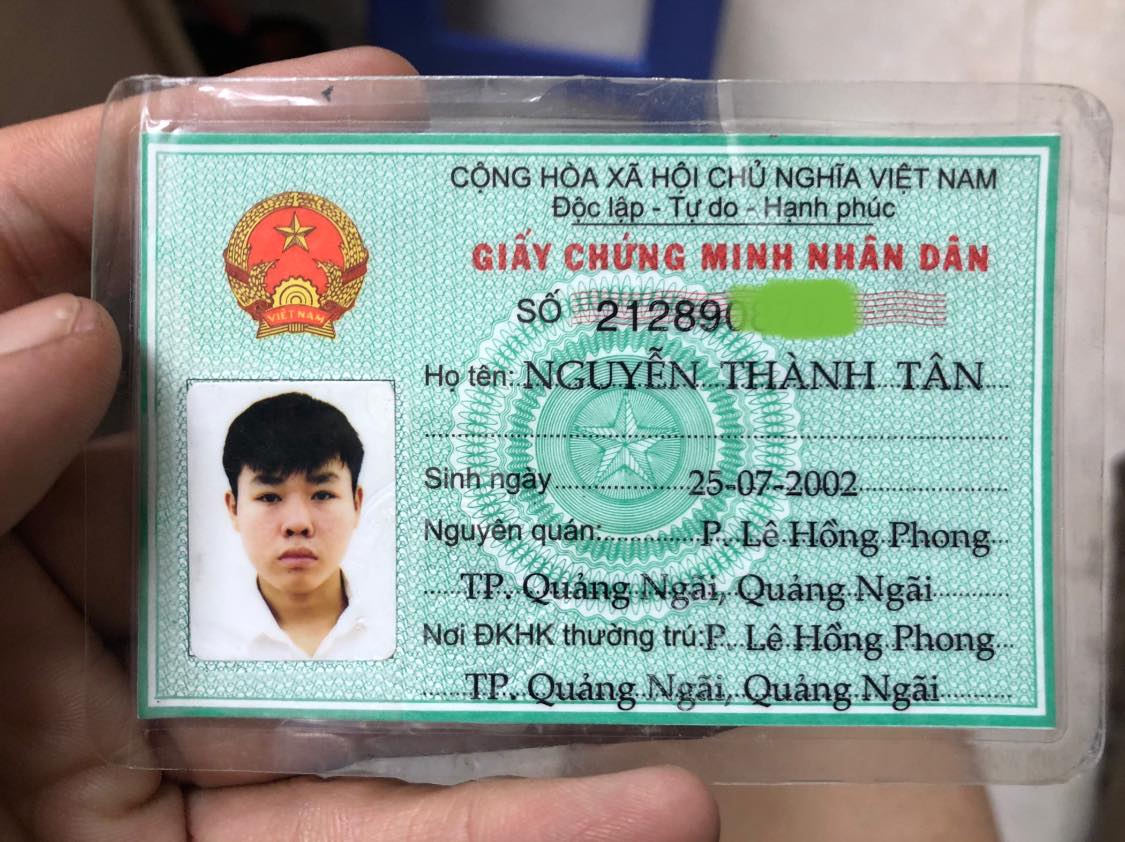 CỘNG HÒA XÃ HỘI CHỦ NGHĨA VIỆT NAM
Độc lập - Tự do - Hạnh phúc
GIẤY CHỨNG MINH NHÂN DÂN
SỐ 212890
Họ tên: NGUYỄN THÀNH TÂN
Sinh ngày 25-07-2002
Nguyên quán: P. Lê Hồng Phong
TP. Quảng Ngãi, Quảng Ngãi
Nơi ĐKHK thường trú: P. Lê Hồng Phong
TP. Quảng Ngãi, Quảng Ngãi
VIỆT NAM